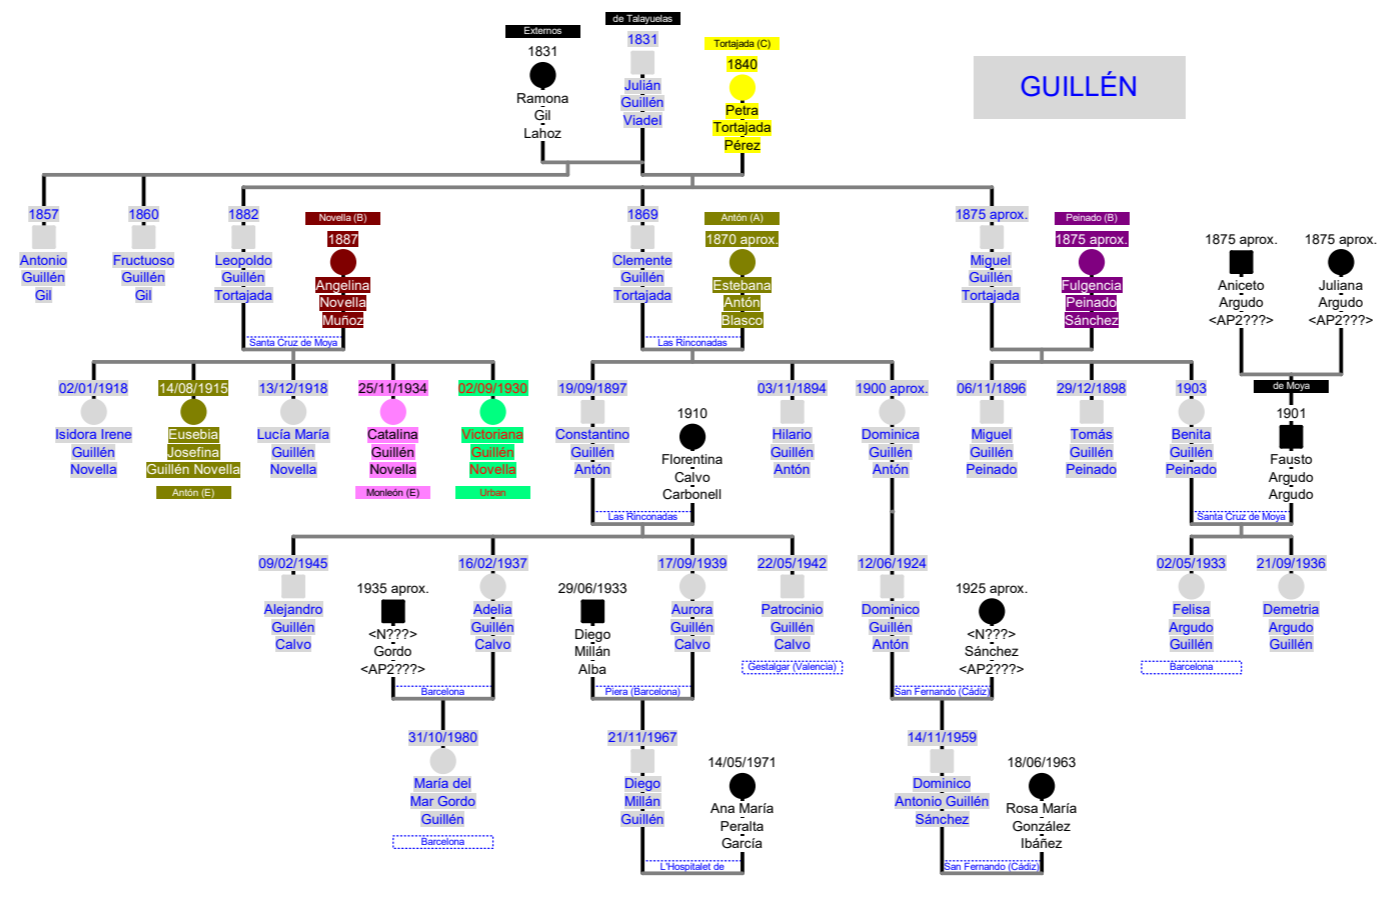 GUILLÉN
Externos
1831
Ramona
Gil
Lahoz
de Talayuelas
1831
Julián
Guillén
Viadel
Tortajada (C)
1840
Petra
Tortajada
Pérez
1857
Antonio
Guillén
Gil
1860
Fructuoso
Guillén
Gil
1882
Leopoldo
Guillén
Tortajada
Novella (B)
1887
Angelina
Novella
Muñoz
Santa Cruz de Moya
1869
Clemente
Guillén
Tortajada
Antón (A)
1870 aprox.
Estebana
Antón
Blasco
Las Rinconadas
1875 aprox.
Miguel
Guillén
Tortajada
Peinado (B)
1875 aprox.
Fulgencia
Peinado
Sánchez
1875 aprox.
Aniceto
Argudo
<AP2???>
1875 aprox.
Juliana
Argudo
<AP2???>
02/01/1918
Isidora Irene
Guillén
Novella
14/08/1915
Eusebia
Josefina
Guillén Novella
Antón (E)
13/12/1918
Lucía María
Guillén
Novella
25/11/1934
Catalina
Guillén
Novella
Monleón (E)
02/09/1930
Victoriana
Guillén
Novella
Urban
19/09/1897
Constantino
Guillén
Antón
1910
Florentina
Calvo
Carbonell
Las Rinconadas
03/11/1894
Hilario
Guillén
Antón
1900 aprox.
Dominica
Guillén
Antón
06/11/1896
Miguel
Guillén
Peinado
29/12/1898
Tomás
Guillén
Peinado
1903
Benita
Guillén
Peinado
de Moya
1901
Fausto
Argudo
Argudo
Santa Cruz de Moya
09/02/1945
Alejandro
Guillén
Calvo
1935 aprox.
<N???>
Gordo
<AP2???>
16/02/1937
Adelia
Guillén
Calvo
Barcelona
29/06/1933
Diego
Millán
Alba
17/09/1939
Aurora
Guillén
Calvo
Piera (Barcelona)
22/05/1942
Patrocinio
Guillén
Calvo
Gestalgar (Valencia)
12/06/1924
Dominico
Guillén
Antón
1925 aprox.
<N???>
Sánchez
<AP2???>
San Fernando (Cádiz)
02/05/1933
Felisa
Argudo
Guillén
Barcelona
21/09/1936
Demetria
Argudo
Guillén
31/10/1980
María del
Mar Gordo
Guillén
Barcelona
21/11/1967
Diego
Millán
Guillén
14/05/1971
Ana María
Peralta
García
L'Hospitalet de
14/11/1959
Dominico
Antonio Guillén
Sánchez
18/06/1963
Rosa María
González
Ibáñez
San Fernando (Cádiz)